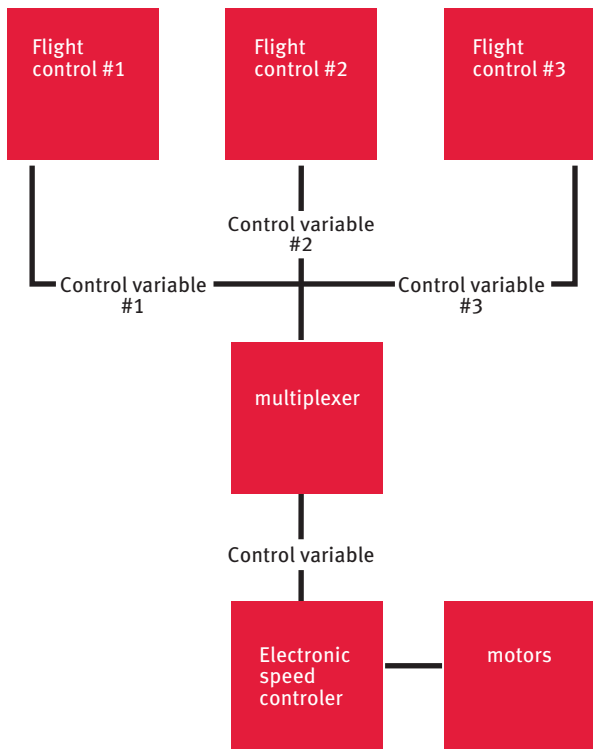 Flight
control #1
Flight
control #2
Flight
control #3
Control variable
#2
Control variable
#1
Control variable
#3
multiplexer
Control variable
Electronic
speed
controler
motors